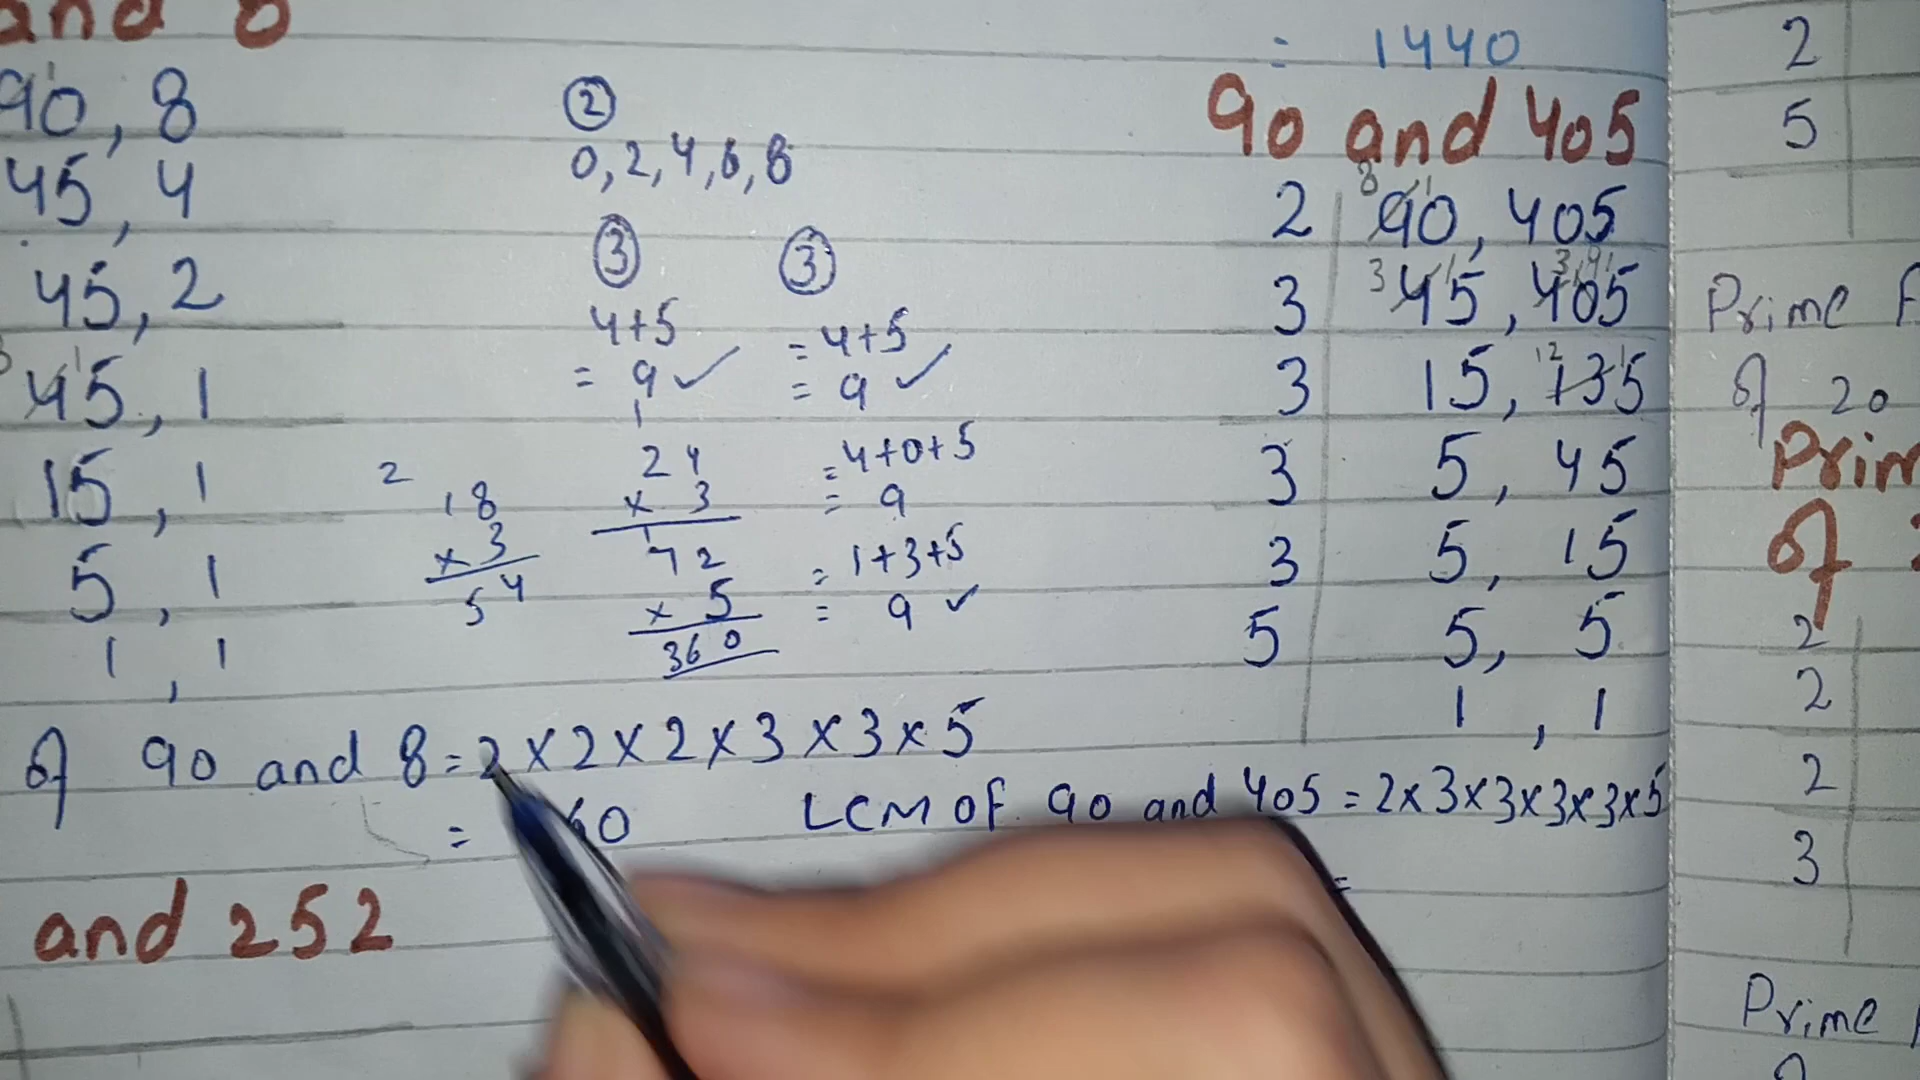 and 8
90, 8
45, 4
45, 2
45, 1
15, 1
5, 1
1, 1
of 90 and 8 = 2 × 2 × 2 × 3 × 3 × 5
=
60
and 252
2
0, 2, 4, 6, 8
3
4+5
= 9 ✓
3
= 4+5
= 9 ✓
= 4+0+5
= 9
= 1+3+5
= 9 ✓
2
18
× 3
54
1
24
× 3
72
× 5
360
= 1440
90 and 405
2 90, 405
3 45, 405
3 15, 135
3 5, 45
3 5, 15
5 5, 5
1, 1
LCM OF 90 and 405 = 2×3×3×3×3×5
=
2
5
Prime
of 20
of
2
2
2
3
Prime